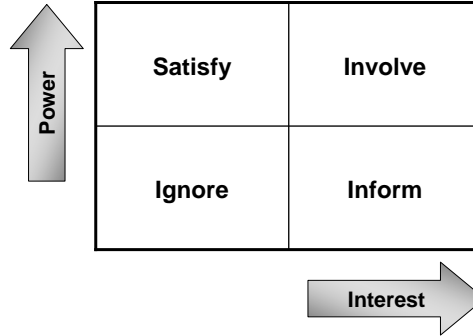 Satisfy
Involve
Power
Ignore
Inform
Interest